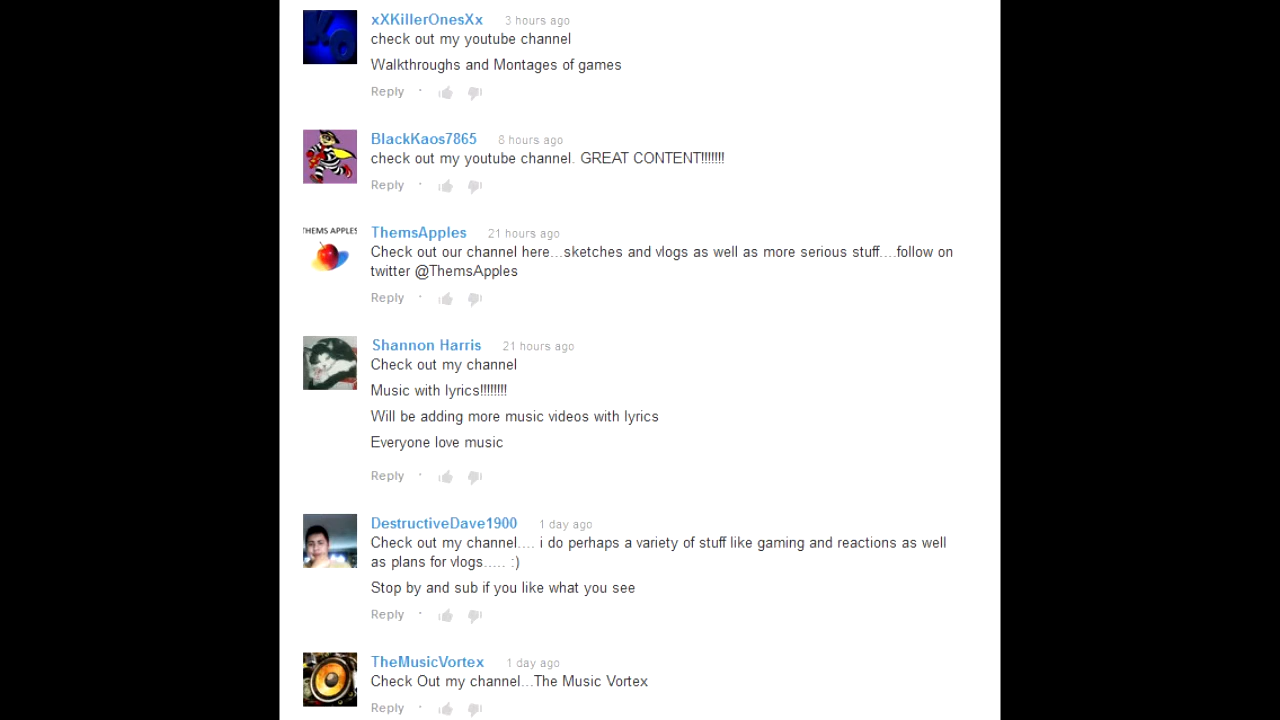 xXKillerOnesXx 3 hours ago
check out my youtube channel
Walkthroughs and Montages of games
Reply ·
BlackKaos7865 8 hours ago
check out my youtube channel. GREAT CONTENT!!!!!!!
Reply ·
THEMS APPLES
ThemsApples 21 hours ago
Check out our channel here...sketches and vlogs as well as more serious stuff....follow on
twitter @ThemsApples
Reply ·
Shannon Harris 21 hours ago
Check out my channel
Music with lyrics!!!!!!!!
Will be adding more music videos with lyrics
Everyone love music
Reply ·
DestructiveDave1900 1 day ago
Check out my channel.... i do perhaps a variety of stuff like gaming and reactions as well
as plans for vlogs..... :)
Stop by and sub if you like what you see
Reply ·
TheMusicVortex 1 day ago
Check Out my channel...The Music Vortex
Reply ·